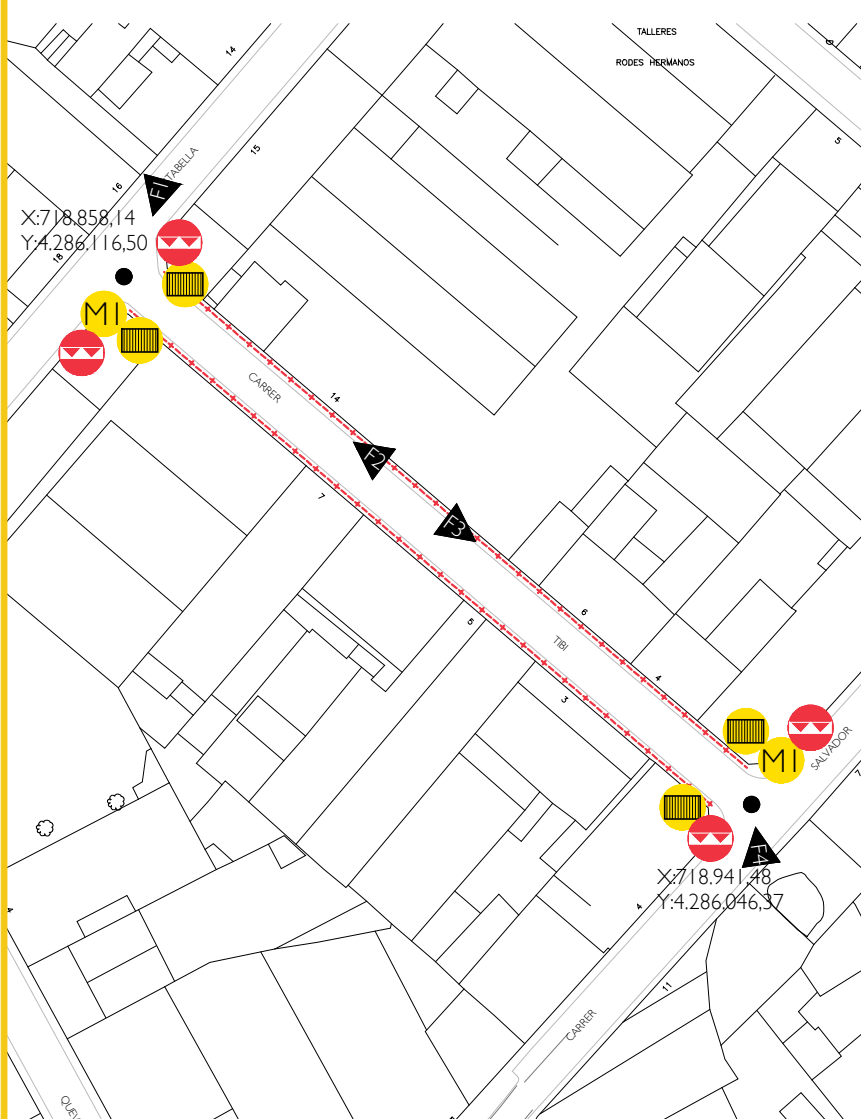 TALLERES
RODES HERMANOS
14
15
5
TABELLA
16
F1
X:718.858,14
Y:4.286.116,50
18
M1
CARRER
14
F2
7
F3
6
5
TIBI
4
3
M1
SALVADOR
7
F4
X:718.941,48
Y:4.286.046,37
4
11
CARRER
QUEV